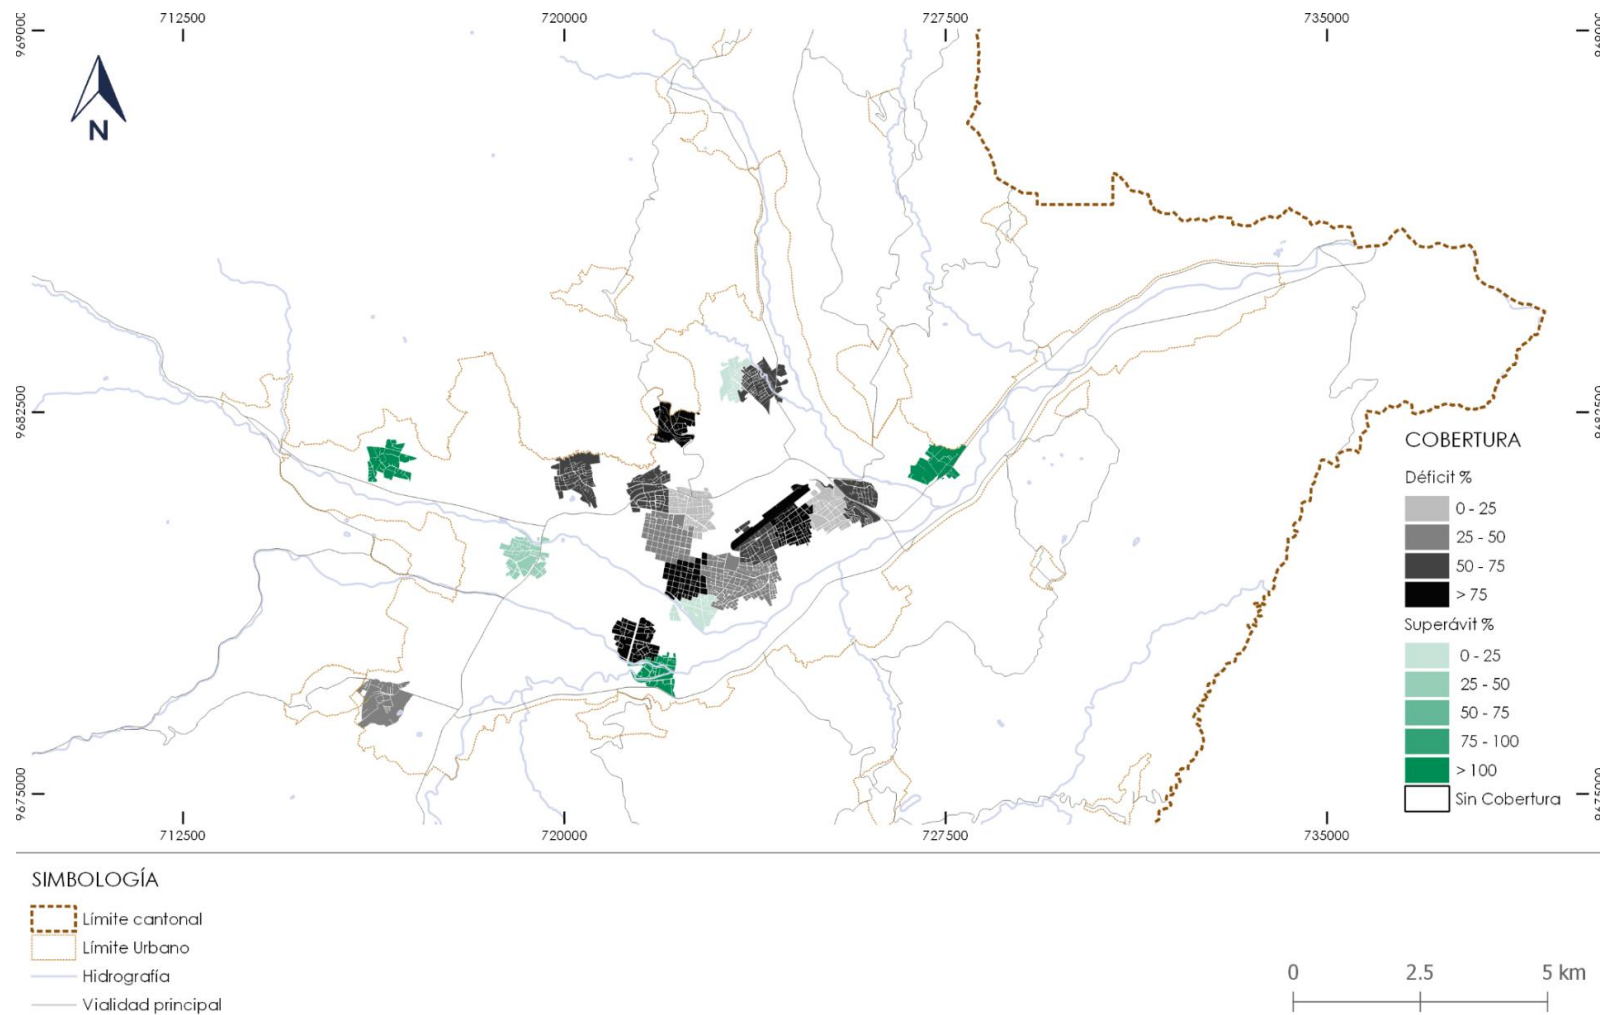 712500
720000
727500
735000
969000
9682500
9675000
N
COBERTURA
Déficit %
0 - 25
25 - 50
50 - 75
> 75
Superávit %
0 - 25
25 - 50
50 - 75
75 - 100
> 100
Sin Cobertura
712500
720000
727500
735000
SIMBOLOGÍA
Límite cantonal
Límite Urbano
Hidrografía
Vialidad principal
0
2.5
5 km